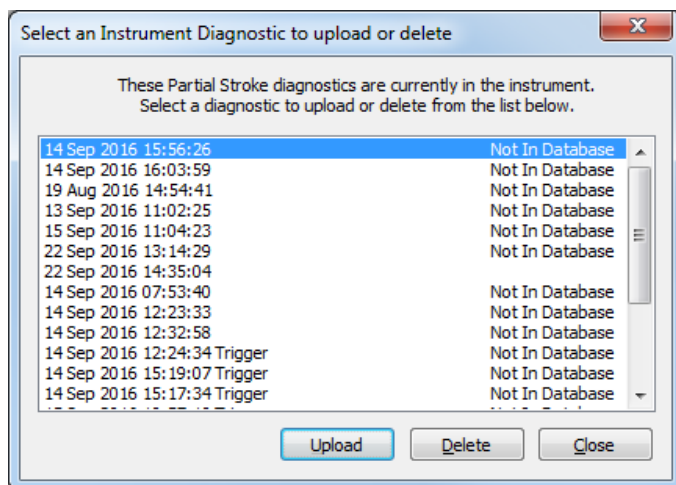 Select an Instrument Diagnostic to upload or delete
These Partial Stroke diagnostics are currently in the instrument.
Select a diagnostic to upload or delete from the list below.
14 Sep 2016 15:56:26 Not In Database
14 Sep 2016 16:03:59 Not In Database
19 Aug 2016 14:54:41 Not In Database
13 Sep 2016 11:02:25 Not In Database
15 Sep 2016 11:04:23 Not In Database
22 Sep 2016 13:14:29 Not In Database
22 Sep 2016 14:35:04
14 Sep 2016 07:53:40 Not In Database
14 Sep 2016 12:23:33 Not In Database
14 Sep 2016 12:32:58 Not In Database
14 Sep 2016 12:24:34 Trigger Not In Database
14 Sep 2016 15:19:07 Trigger Not In Database
14 Sep 2016 15:17:34 Trigger Not In Database
Upload Delete Close